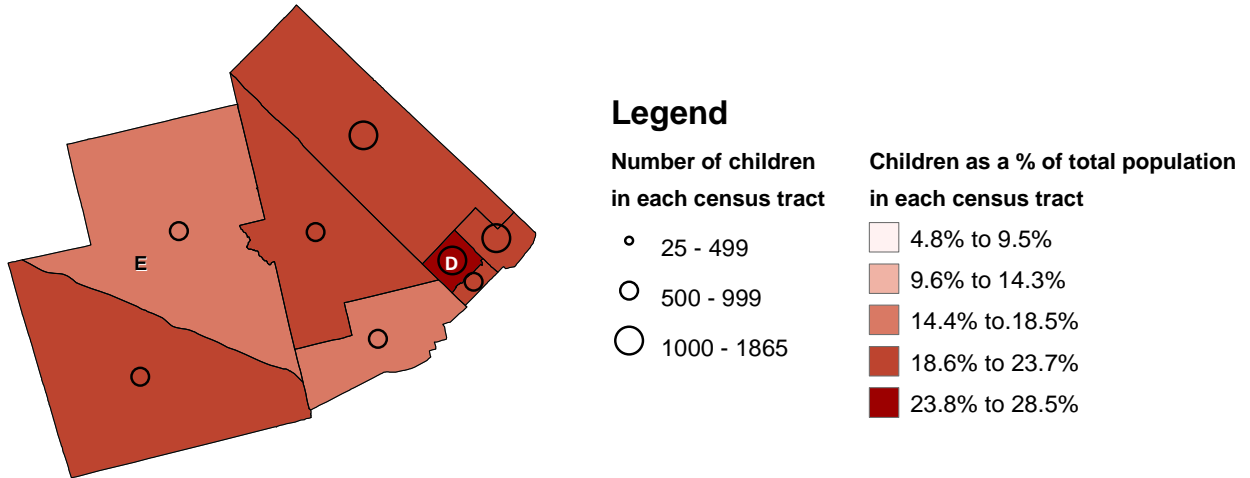 E
D
Legend
Number of children
in each census tract
25 - 499
500 - 999
1000 - 1865
Children as a % of total population
in each census tract
4.8% to 9.5%
9.6% to 14.3%
14.4% to.18.5%
18.6% to 23.7%
23.8% to 28.5%